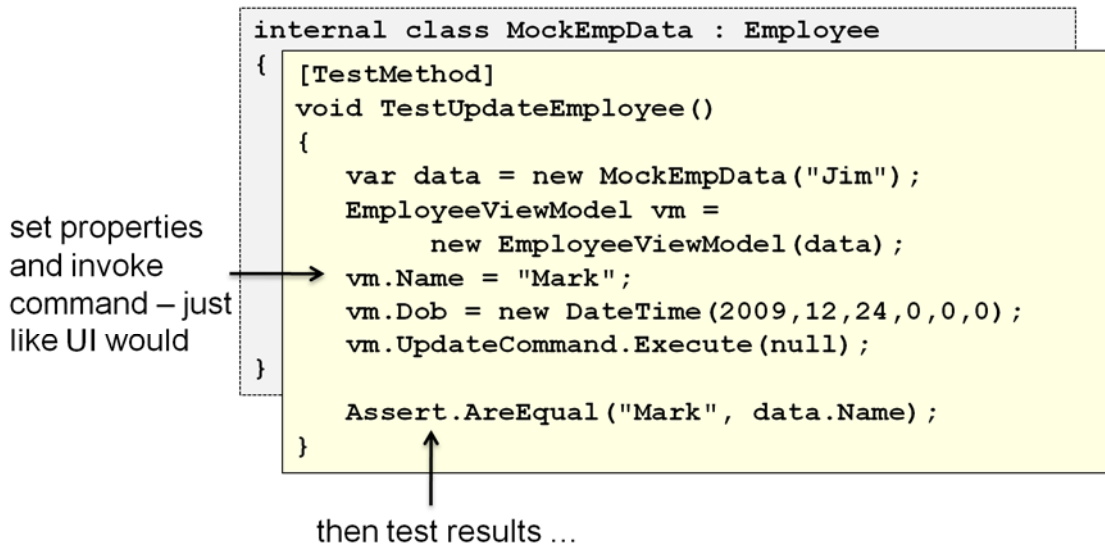 internal class MockEmpData : Employee
{
[TestMethod]
void TestUpdateEmployee()
{
var data = new MockEmpData("Jim");
EmployeeViewModel vm =
new EmployeeViewModel(data);
vm.Name = "Mark";
vm.Dob = new DateTime(2009,12,24,0,0,0);
vm.UpdateCommand.Execute(null);
Assert.AreEqual("Mark", data.Name);
}
}
set properties
and invoke
command – just
like UI would
then test results ...